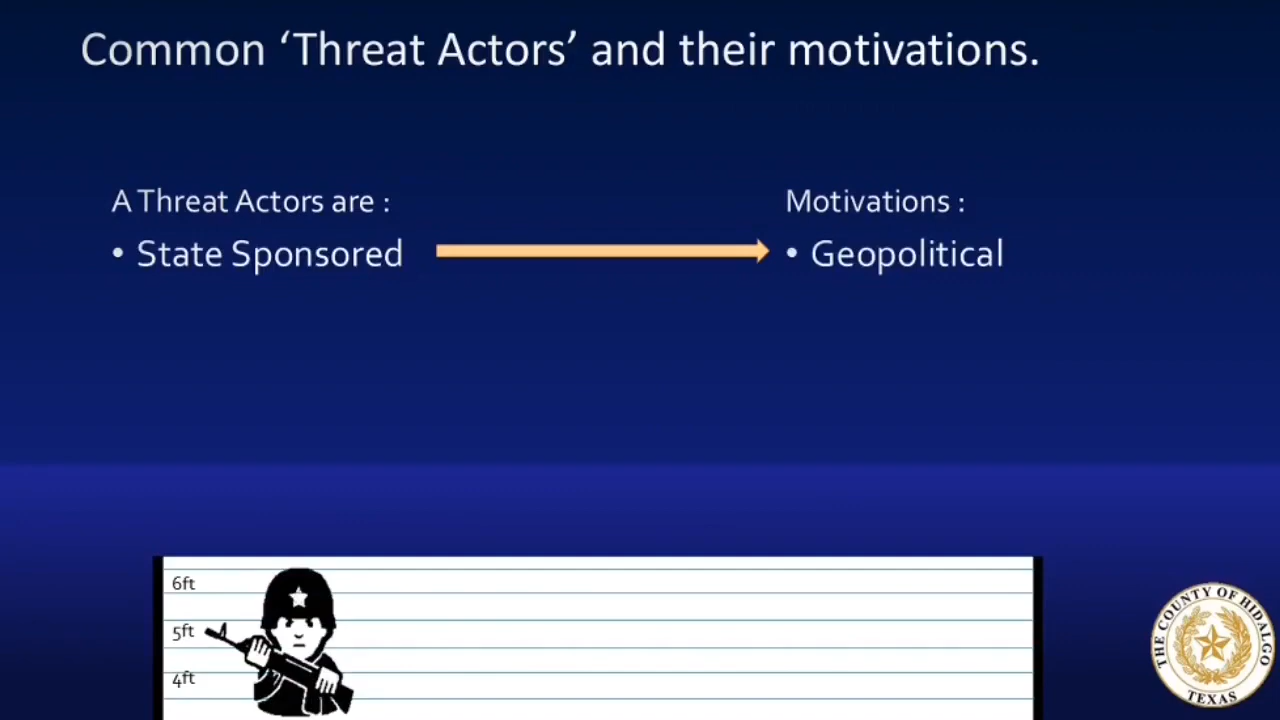 Common ‘Threat Actors’ and their motivations.
A Threat Actors are :
Motivations :
• State Sponsored
• Geopolitical
6ft
5ft
4ft
THE COUNTY OF HIDALGO
TEXAS